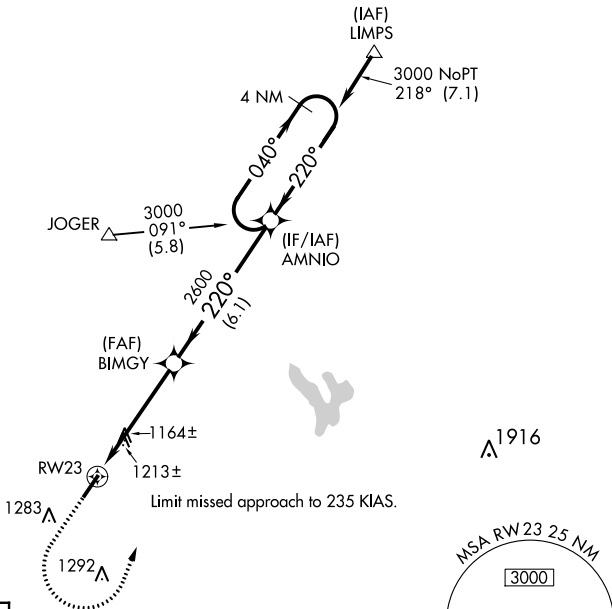 (IAF)
LIMPS
3000 NoPT
218° (7.1)
4 NM
040°
220°
JOGER
3000
091°
(5.8)
(IF/IAF)
AMNIO
2600
220°
(6.1)
(FAF)
BIMGY
1164±
1916
RW23
1213±
Limit missed approach to 235 KIAS.
1283
1292
MSA RW 23 25 NM
3000